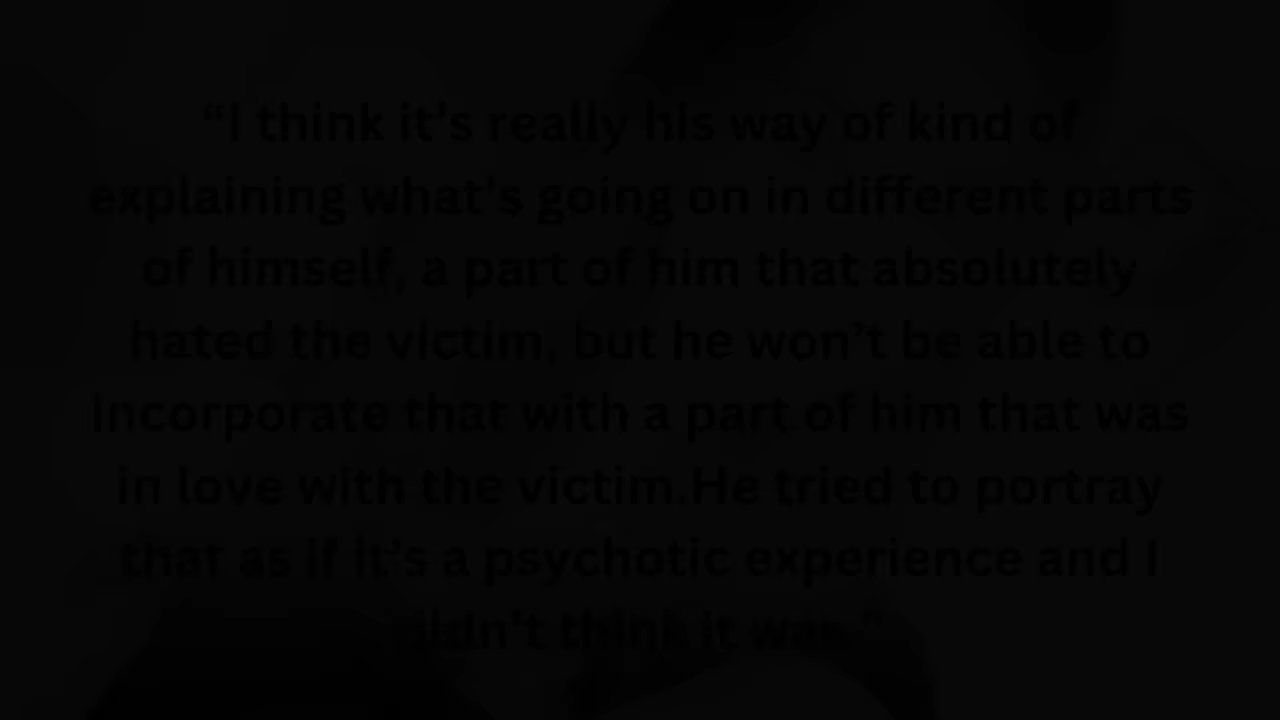 “I think it’s really his way of kind of
explaining what’s going on in different parts
of himself, a part of him that absolutely
hated the victim, but he won’t be able to
incorporate that with a part of him that was
in love with the victim.He tried to portray
that as if it’s a psychotic experience and I
didn’t think it was.”